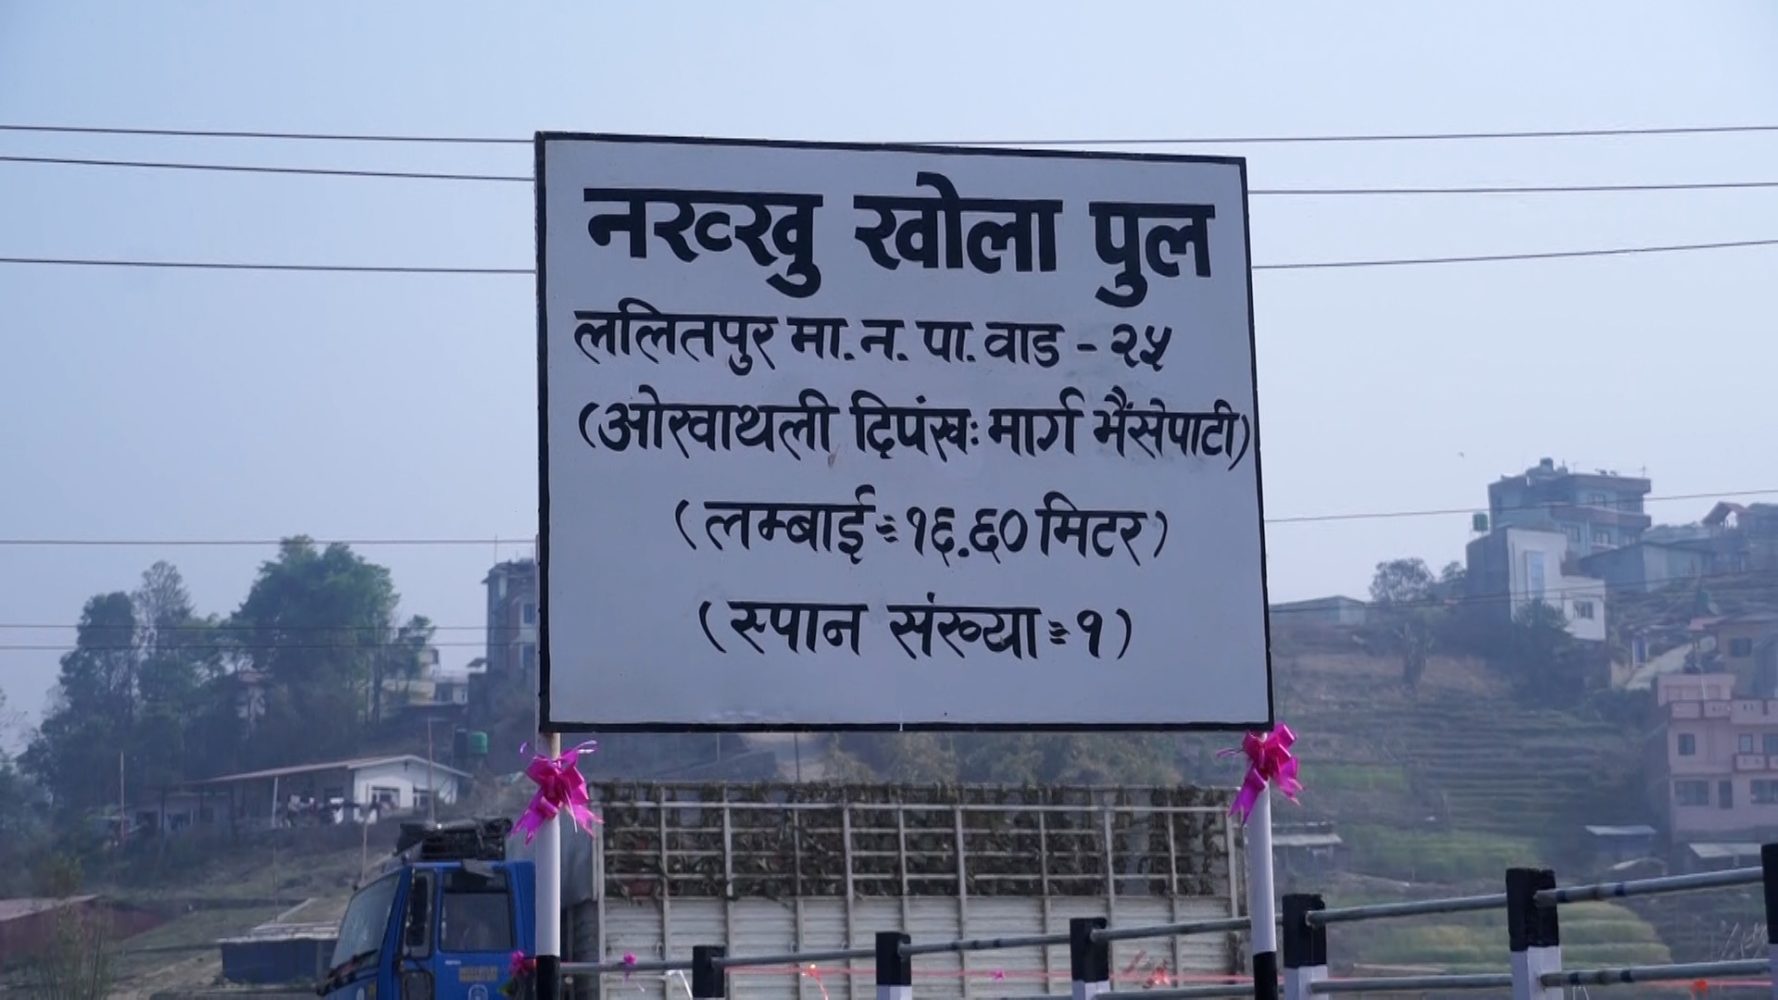 नख्खु खोला पुल
ललितपुर मा. न. पा. वाड - २५
(ओखाथली द्रिपंखः मार्ग भैंसेपाटी)
(लम्बाई = १६.६० मिटर)
(स्पान संख्या = १)